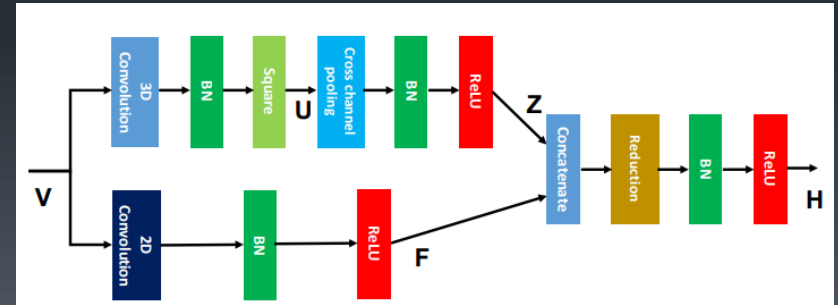 3D
Convolution
BN
Square
U
Cross channel
pooling
BN
ReLU
Z
V
2D
Convolution
BN
ReLU
F
Concatenate
Reduction
BN
ReLU
H